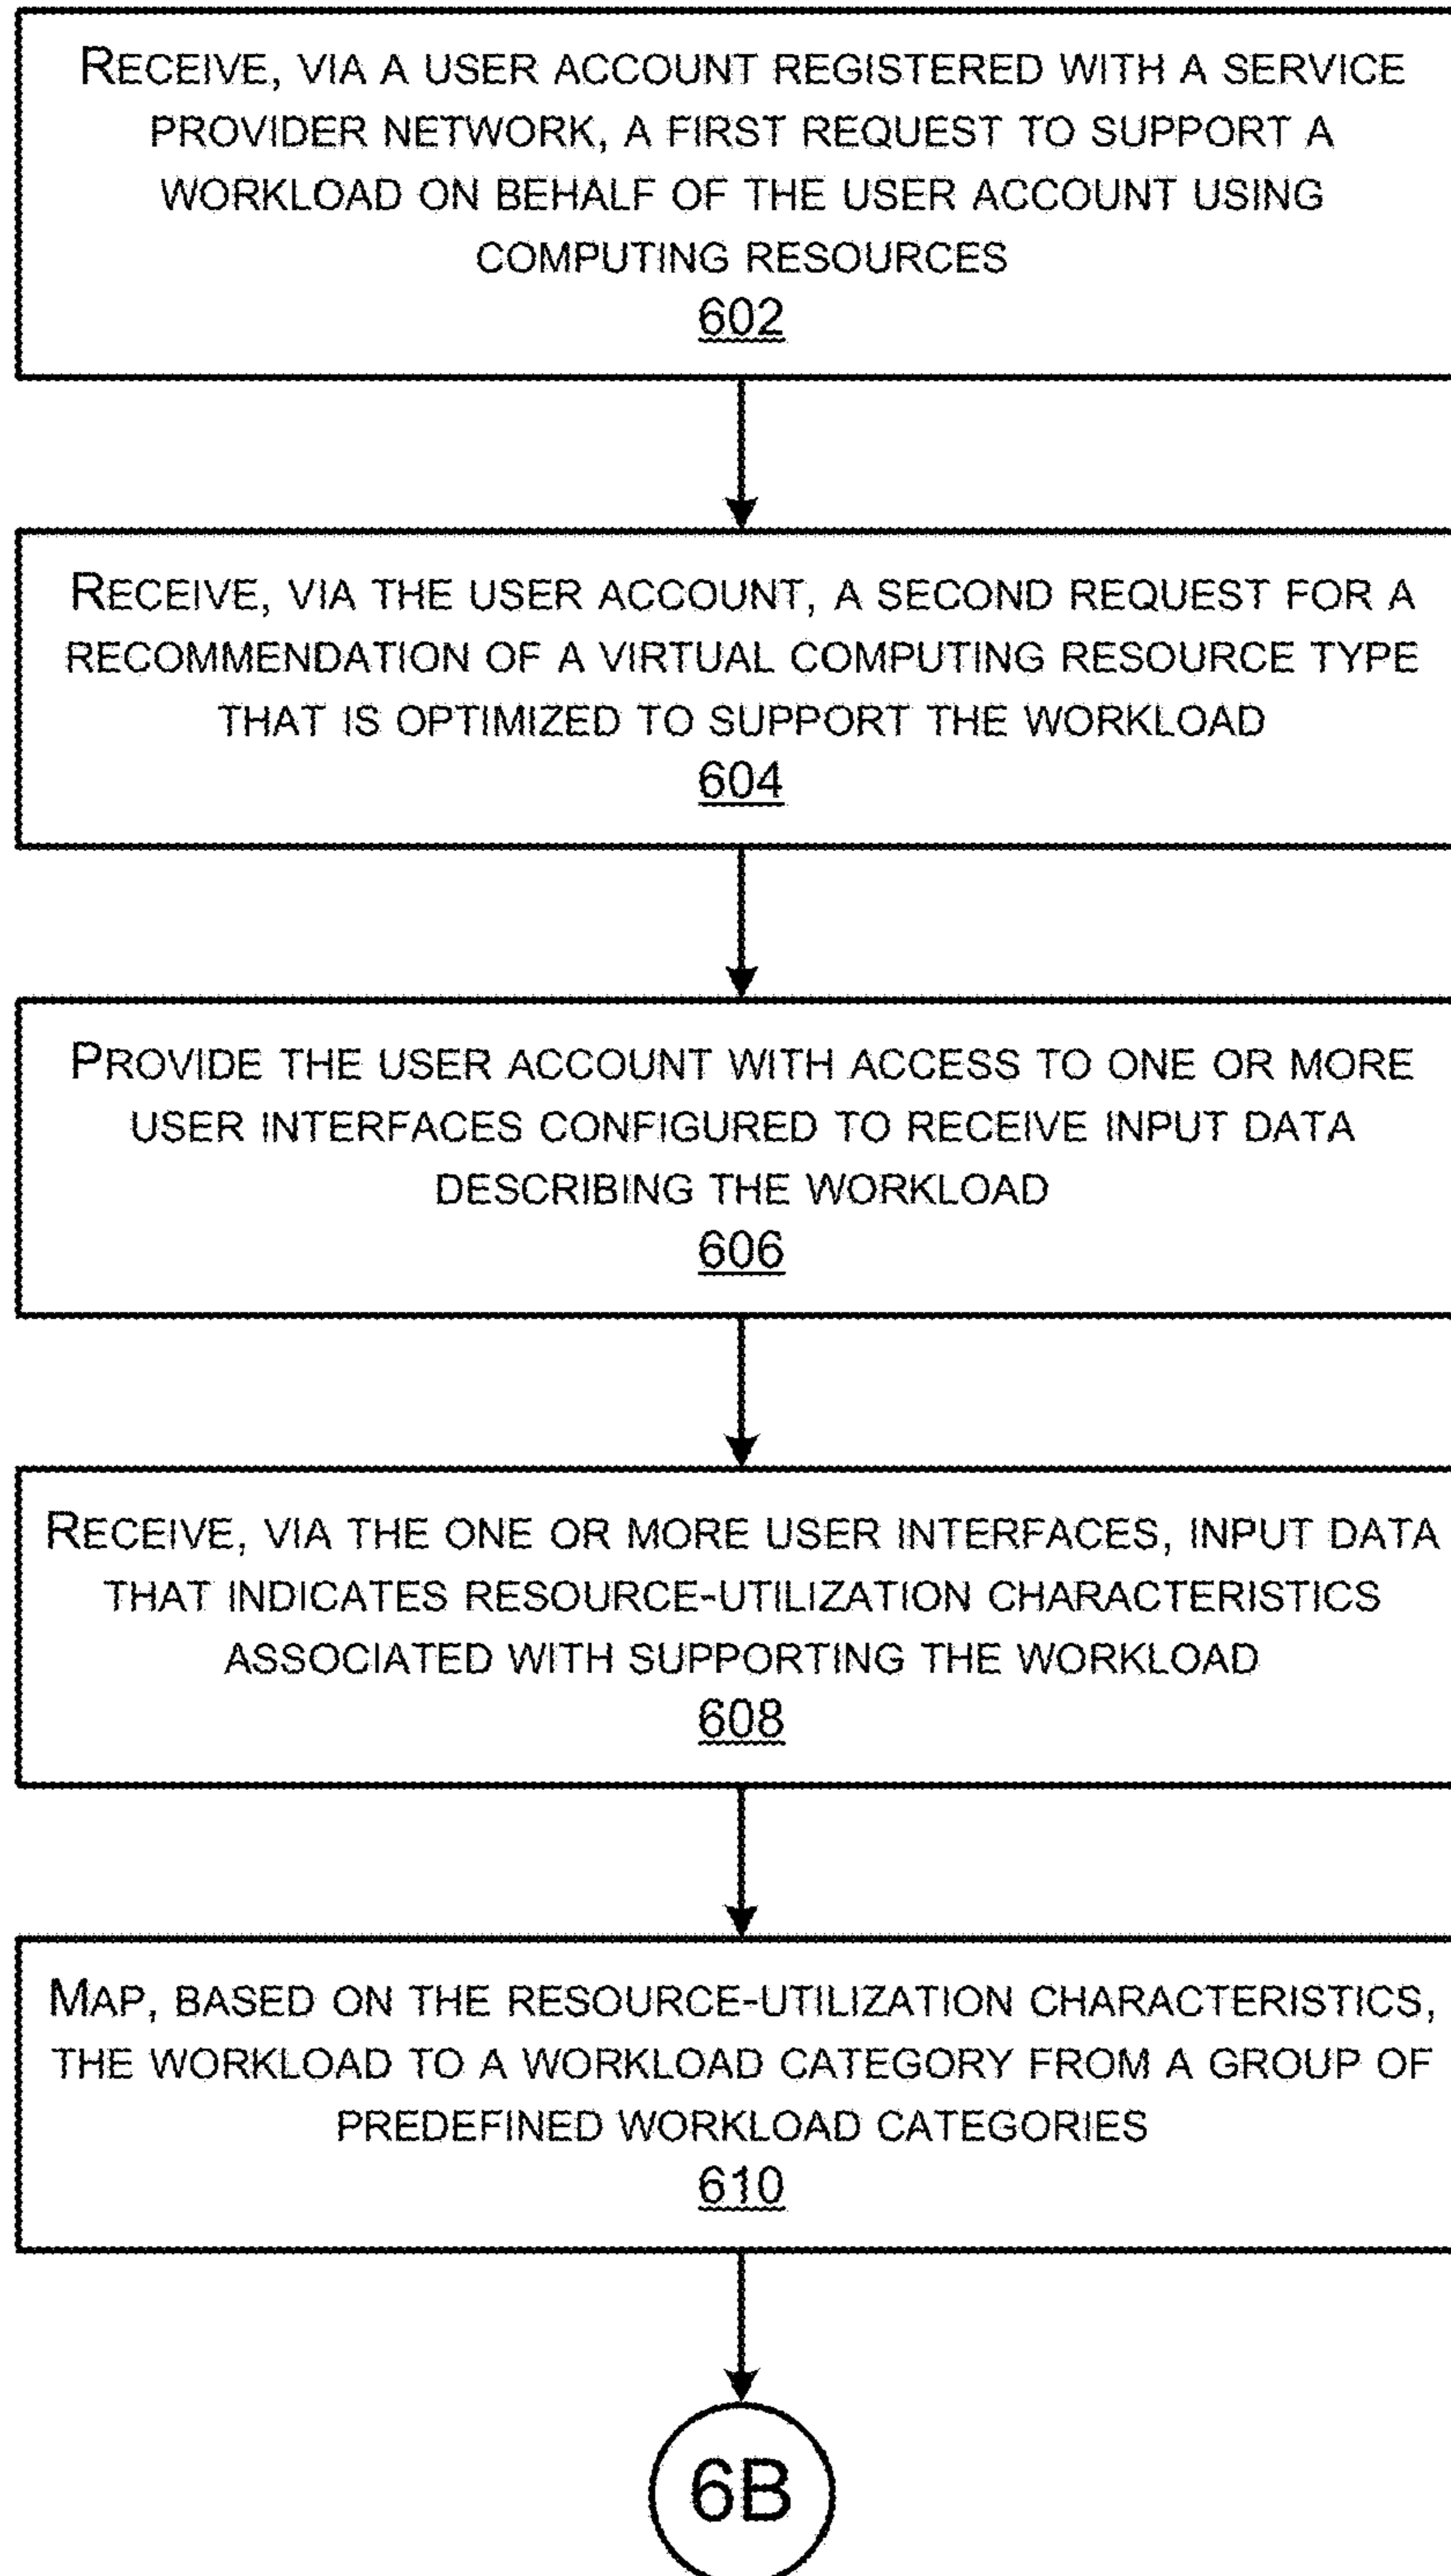 RECEIVE, VIA A USER ACCOUNT REGISTERED WITH A SERVICE
PROVIDER NETWORK, A FIRST REQUEST TO SUPPORT A
WORKLOAD ON BEHALF OF THE USER ACCOUNT USING
COMPUTING RESOURCES
602
RECEIVE, VIA THE USER ACCOUNT, A SECOND REQUEST FOR A
RECOMMENDATION OF A VIRTUAL COMPUTING RESOURCE TYPE
THAT IS OPTIMIZED TO SUPPORT THE WORKLOAD
604
PROVIDE THE USER ACCOUNT WITH ACCESS TO ONE OR MORE
USER INTERFACES CONFIGURED TO RECEIVE INPUT DATA
DESCRIBING THE WORKLOAD
606
RECEIVE, VIA THE ONE OR MORE USER INTERFACES, INPUT DATA
THAT INDICATES RESOURCE-UTILIZATION CHARACTERISTICS
ASSOCIATED WITH SUPPORTING THE WORKLOAD
608
MAP, BASED ON THE RESOURCE-UTILIZATION CHARACTERISTICS,
THE WORKLOAD TO A WORKLOAD CATEGORY FROM A GROUP OF
PREDEFINED WORKLOAD CATEGORIES
610
6B